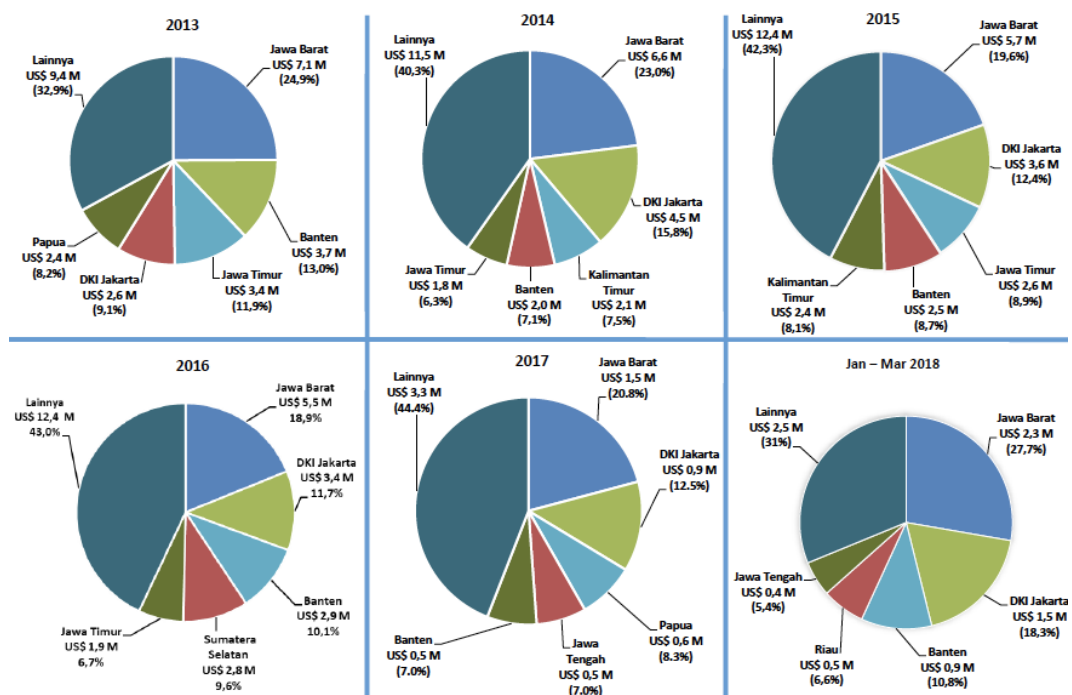 2013
Lainnya
US$ 9,4 M
(32,9%)
Jawa Barat
US$ 7,1 M
(24,9%)
Banten
US$ 3,7 M
(13,0%)
Jawa Timur
US$ 3,4 M
(11,9%)
DKI Jakarta
US$ 2,6 M
(9,1%)
Papua
US$ 2,4 M
(8,2%)
2014
Lainnya
US$ 11,5 M
(40,3%)
Jawa Barat
US$ 6,6 M
(23,0%)
DKI Jakarta
US$ 4,5 M
(15,8%)
Kalimantan
Timur
US$ 2,1 M
(7,5%)
Banten
US$ 2,0 M
(7,1%)
Jawa Timur
US$ 1,8 M
(6,3%)
2015
Lainnya
US$ 12,4 M
(42,3%)
Jawa Barat
US$ 5,7 M
(19,6%)
DKI Jakarta
US$ 3,6 M
(12,4%)
Jawa Timur
US$ 2,6 M
(8,9%)
Banten
US$ 2,5 M
(8,7%)
Kalimantan
Timur
US$ 2,4 M
(8,1%)
2016
Lainnya
US$ 12,4 M
43,0%
Jawa Barat
US$ 5,5 M
18,9%
DKI Jakarta
US$ 3,4 M
11,7%
Banten
US$ 2,9 M
10,1%
Sumatera
Selatan
US$ 2,8 M
9,6%
Jawa Timur
US$ 1,9 M
6,7%
2017
Lainnya
US$ 3,3 M
(44.4%)
Jawa Barat
US$ 1,5 M
(20.8%)
DKI Jakarta
US$ 0,9 M
(12.5%)
Papua
US$ 0,6 M
(8.3%)
Jawa
Tengah
US$ 0,5 M
(7.0%)
Banten
US$ 0,5 M
(7.0%)
Jan – Mar 2018
Lainnya
US$ 2,5 M
(31%)
Jawa Barat
US$ 2,3 M
(27,7%)
DKI Jakarta
US$ 1,5 M
(18,3%)
Banten
US$ 0,9 M
(10,8%)
Riau
US$ 0,5 M
(6,6%)
Jawa Tengah
US$ 0,4 M
(5,4%)